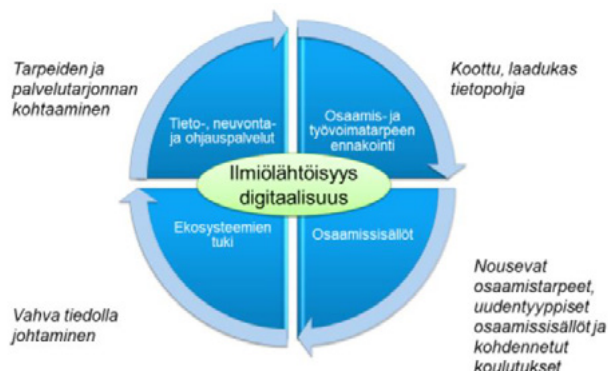 Tarpeiden ja
palvelutarjonnan
kohtaaminen
Koottu, laadukas
tietopohja
Tieto-, neuvonta-
ja ohjauspalvelut
Osaamis- ja
työvoimatarpeen
ennakointi
Ilmiölähtöisyys
digitaalisuus
Ekosysteemien
tuki
Osaamissisällöt
Vahva tiedolla
johtaminen
Nousevat
osaamistarpeet,
uudentyyppiset
osaamissisällöt ja
kohdennetut
koulutukset